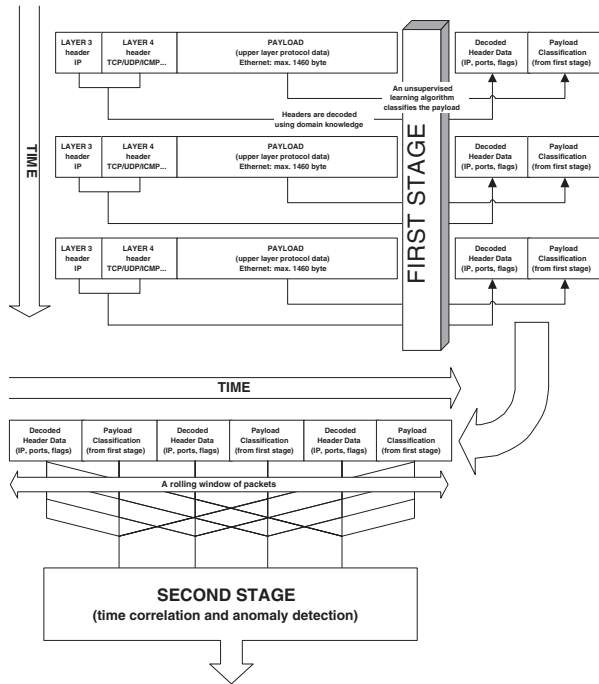 LAYER 3
header
IP
LAYER 4
header
TCP/UDP/ICMP...
PAYLOAD
(upper layer protocol data)
Ethernet: max. 1460 byte
Decoded
Header Data
(IP, ports, flags)
Payload
Classification
(from first stage)
An unsupervised
learning algorithm
classifies the payload
Headers are decoded
using domain knowledge
TIME
FIRST STAGE
LAYER 3
header
IP
LAYER 4
header
TCP/UDP/ICMP...
PAYLOAD
(upper layer protocol data)
Ethernet: max. 1460 byte
Decoded
Header Data
(IP, ports, flags)
Payload
Classification
(from first stage)
LAYER 3
header
IP
LAYER 4
header
TCP/UDP/ICMP...
PAYLOAD
(upper layer protocol data)
Ethernet: max. 1460 byte
Decoded
Header Data
(IP, ports, flags)
Payload
Classification
(from first stage)
TIME
Decoded
Header Data
(IP, ports, flags)
Payload
Classification
(from first stage)
Decoded
Header Data
(IP, ports, flags)
Payload
Classification
(from first stage)
Decoded
Header Data
(IP, ports, flags)
Payload
Classification
(from first stage)
A rolling window of packets
SECOND STAGE
(time correlation and anomaly detection)